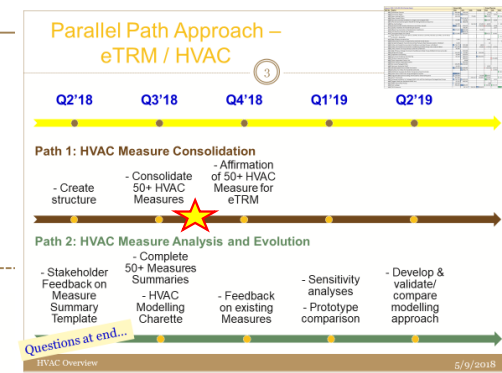 Parallel Path Approach –
eTRM / HVAC
3
Q2'18 Q3'18 Q4'18 Q1'19 Q2'19
Path 1: HVAC Measure Consolidation
- Create
structure
- Consolidate
50+ HVAC
Measures
- Affirmation
of 50+ HVAC
Measure for
eTRM
Path 2: HVAC Measure Analysis and Evolution
- Stakeholder
Feedback on
Measure
Summary
Template
- Complete
50+ Measures
Summaries
- HVAC
Modelling
Charette
- Feedback
on existing
Measures
- Sensitivity
analyses
- Prototype
comparison
- Develop &
validate/
compare
modelling
approach
Questions at end...
HVAC Overview
5/9/2018